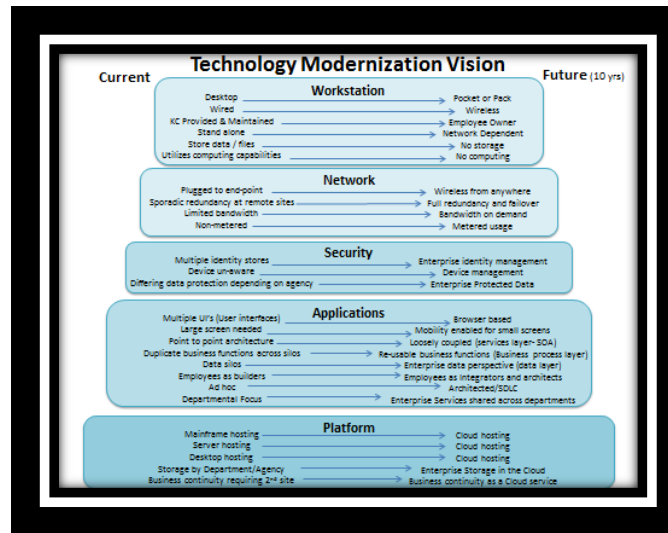 Technology Modernization Vision
Current
Future (10 yrs)
Workstation
Desktop Pocket or Pack
Wired Wireless
KC Provided & Maintained Employee Owner
Stand alone Network Dependent
Store data / files No storage
Utilizes computing capabilities No computing
Network
Plugged to end-point Wireless from anywhere
Sporadic redundancy at remote sites Full redundancy and failover
Limited bandwidth Bandwidth on demand
Non-metered Metered usage
Security
Multiple identity stores Enterprise identity management
Device un-aware Device management
Differing data protection depending on agency Enterprise Protected Data
Applications
Multiple UI's (User interfaces) Browser based
Large screen needed Mobility enabled for small screens
Point to point architecture Loosely coupled (services layer- SOA)
Duplicate business functions across silos Re-usable business functions (Business process layer)
Data silos Enterprise data perspective (data layer)
Employees as builders Employees as Integrators and architects
Ad hoc Architected/SDLC
Departmental Focus Enterprise Services shared across departments
Platform
Mainframe hosting Cloud hosting
Server hosting Cloud hosting
Desktop hosting Cloud hosting
Storage by Department/Agency Enterprise Storage in the Cloud
Business continuity requiring 2nd site Business continuity as a Cloud service